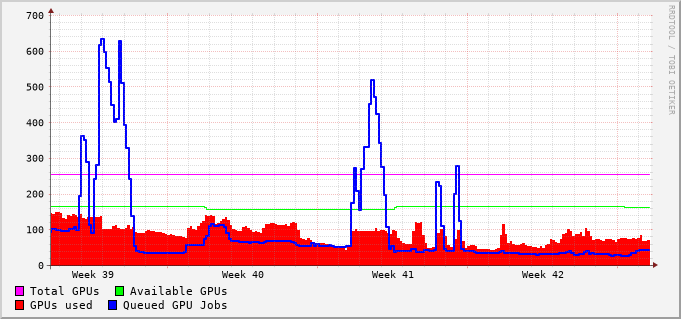 700
600
500
400
300
200
100
0
Week 39 Week 40 Week 41 Week 42
Total GPUs Available GPUs
GPUs used Queued GPU Jobs
RRDTOOL / TOBI OETIKER